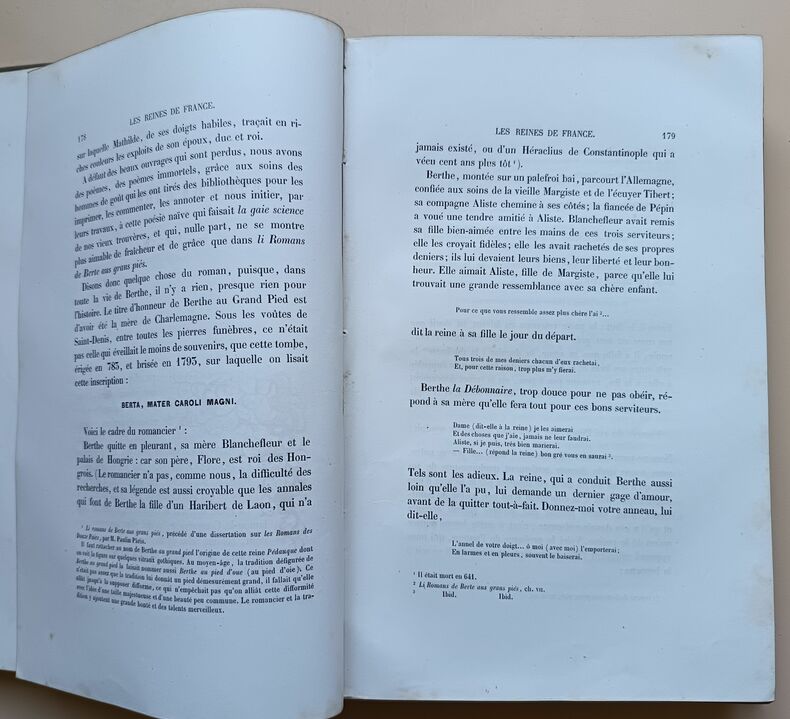 178
LES REINES DE FRANCE.
sur laquelle Mathilde, de ses doigts habiles, traçait en ri-
ches couleurs les exploits de son époux, duc et roi.
A défaut des beaux ouvrages qui sont perdus, nous avons
des poèmes, des poèmes immortels, grâce aux soins des
hommes de goût qui les ont tirés des bibliothèques pour les
imprimer, les commenter, les annoter et nous initier, par
leurs travaux, à cette poésie naïve qui faisait la gaie science
de nos vieux trouvères, et qui, nulle part, ne se montre
plus aimable de fraîcheur et de grâce que dans li Romans
de Berte aus grans piés.
Disons donc quelque chose du roman, puisque, dans
toute la vie de Berthe, il n'y a rien, presque rien pour
l'histoire. Le titre d'honneur de Berthe au Grand Pied est
d'avoir été la mère de Charlemagne. Sous les voûtes de
Saint-Denis, entre toutes les pierres funèbres, ce n'était
pas celle qui éveillait le moins de souvenirs, que cette tombe,
érigée en 783, et brisée en 1793, sur laquelle on lisait
cette inscription :
BERTA, MATER CAROLI MAGNI.
Voici le cadre du romancier ¹ :
Berthe quitte en pleurant, sa mère Blanchefleur et le
palais de Hongrie : car son père, Flore, est roi des Hon-
grois. (Le romancier n'a pas, comme nous, la difficulté des
recherches, et sa légende est aussi croyable que les annales
qui font de Berthe la fille d'un Haribert de Laon, qui n'a
¹ Li romans de Berte aus grans piés, précédé d'une dissertation sur les Romans des
Douze Pairs, par M. Paulin Pâris.
Il faut rattacher au nom de Berthe au grand pied l'origine de cette reine Pédauque dont
on voit la figure sur quelques vitraux gothiques. Au moyen-âge, la tradition défigurée de
Berthe au grand pied la faisait nommer aussi Berthe au pied d'oue (au pied d'oie). Ce
n'était pas assez que la tradition lui donnât un pied démesurément grand, il fallait qu'elle
allât jusqu'à la supposer difforme, ce qui n'empêchait pas qu'on alliât cette difformité
avec l'idée d'une taille majestueuse et d'une beauté peu commune. Le romancier et la tra-
dition y ajoutent une grande bonté et des talents merveilleux.
LES REINES DE FRANCE.
179
jamais existé, ou d'un Héraclius de Constantinople qui a
vécu cent ans plus tôt ¹).
Berthe, montée sur un palefroi bai, parcourt l'Allemagne,
confiée aux soins de la vieille Margiste et de l'écuyer Tibert;
sa compagne Aliste chemine à ses côtés; la fiancée de Pépin
a voué une tendre amitié à Aliste. Blanchefleur avait remis
sa fille bien-aimée entre les mains de ces trois serviteurs;
elle les croyait fidèles; elle les avait rachetés de ses propres
deniers; ils lui devaient leurs biens, leur liberté et leur bon-
heur. Elle aimait Aliste, fille de Margiste, parce qu'elle lui
trouvait une grande ressemblance avec sa chère enfant.
Pour ce que vous ressemble assez plus chère l'ai ²...
dit la reine à sa fille le jour du départ.
Tous trois de mes deniers chacun d'eux rachetai,
Et, pour cette raison, trop plus m'y fierai.
Berthe la Débonnaire, trop douce pour ne pas obéir, ré-
pond à sa mère qu'elle fera tout pour ces bons serviteurs.
Dame (dit-elle à la reine) je les aimerai
Et des choses que j'aie, jamais ne leur faudrai.
Aliste, si je puis, très bien marierai.
— Fille... (répond la reine) bon gré vous en saurai ³.
Tels sont les adieux. La reine, qui a conduit Berthe aussi
loin qu'elle l'a pu, lui demande un dernier gage d'amour,
avant de la quitter tout-à-fait. Donnez-moi votre anneau, lui
dit-elle,
L'annel de votre doigt... ô moi (avec moi) l'emporterai;
En larmes et en pleurs, souvent le baiserai.
¹ Il était mort en 641.
² Li Romans de Berte aus grans piés, ch. VII.
³ Ibid. Ibid.